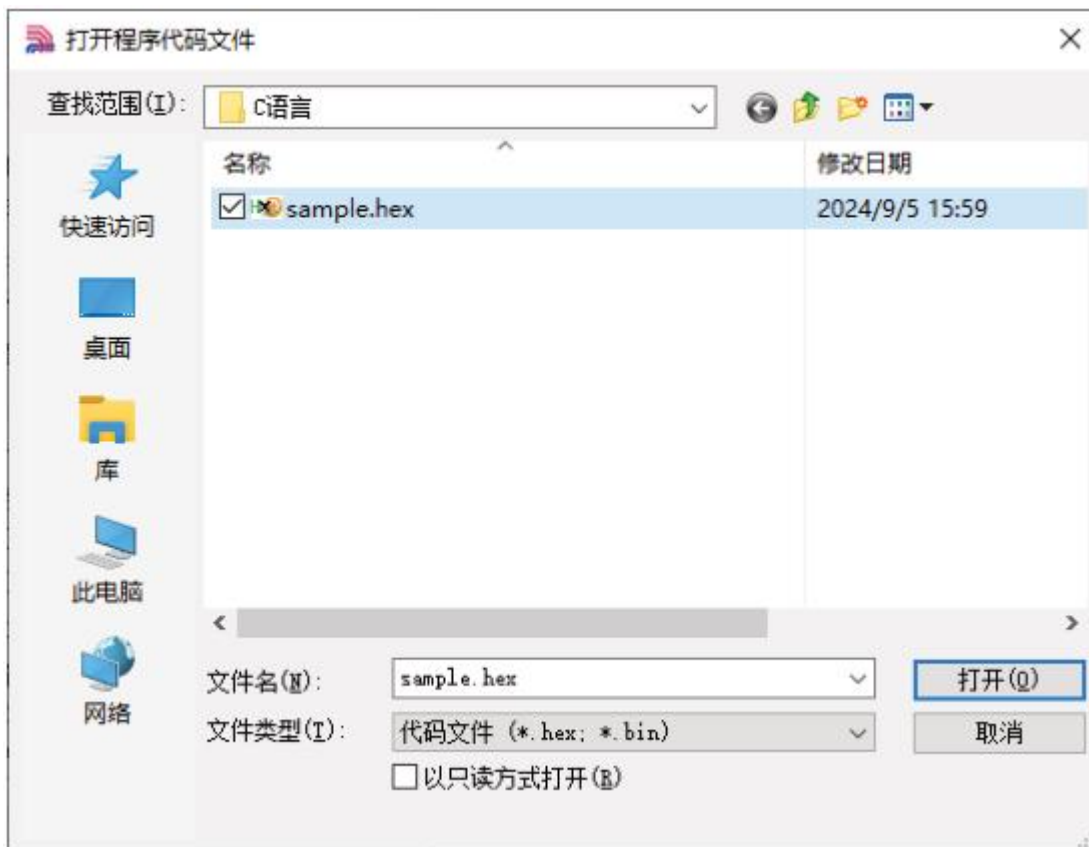 打开程序代码文件
查找范围(I): C语言
名称 修改日期
sample.hex 2024/9/5 15:59
快速访问
桌面
库
此电脑
网络
文件名(N): sample.hex 打开(O)
文件类型(T): 代码文件 (*.hex; *.bin) 取消
以只读方式打开(R)